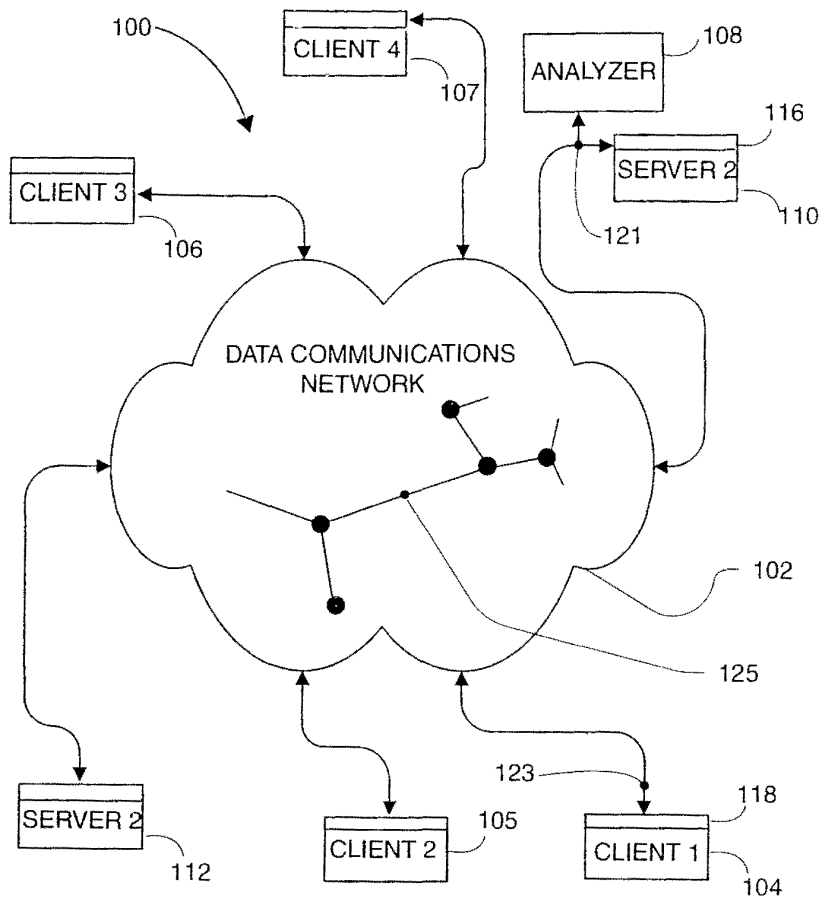 100
CLIENT 4
107
ANALYZER
108
116
SERVER 2
110
121
CLIENT 3
106
DATA COMMUNICATIONS
NETWORK
102
125
123
SERVER 2
112
CLIENT 2
105
118
CLIENT 1
104